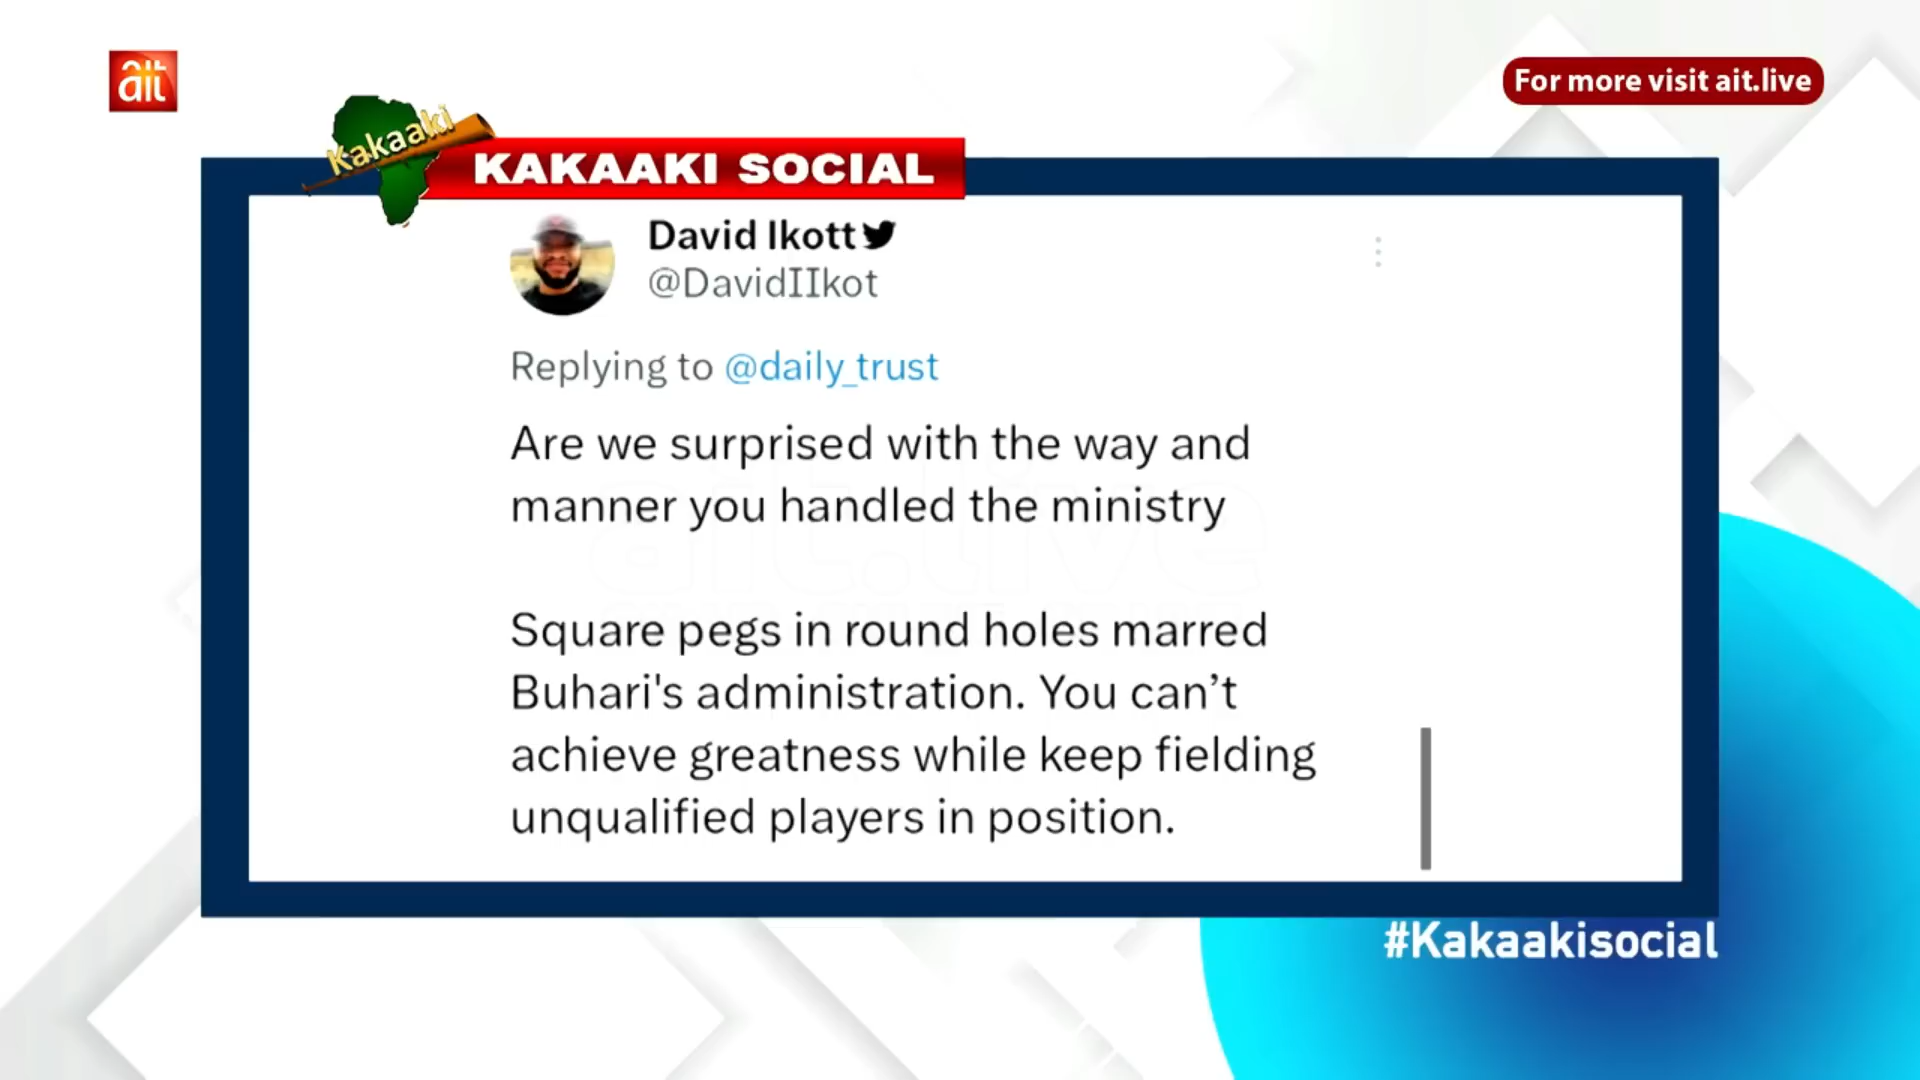 ait
For more visit ait.live
Kakaaki
KAKAAKI SOCIAL
David Ikott
@DavidIIkot
Replying to @daily_trust
Are we surprised with the way and
manner you handled the ministry
Square pegs in round holes marred
Buhari's administration. You can’t
achieve greatness while keep fielding
unqualified players in position.
ait.live
#Kakaakisocial